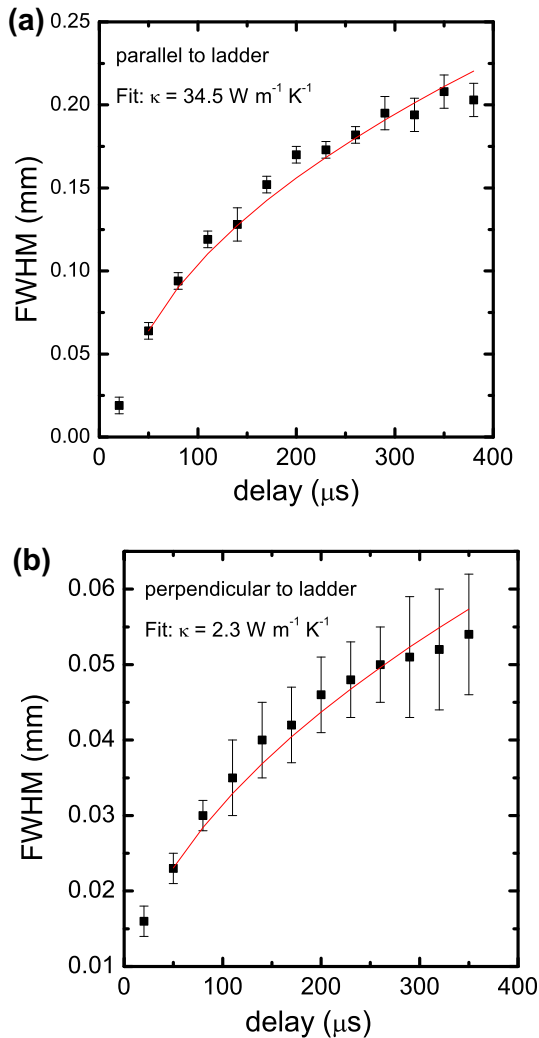 (a)
0.25
parallel to ladder
Fit: κ = 34.5 W m⁻¹ K⁻¹
0.20
0.15
0.10
0.05
0.00
FWHM (mm)
0 100 200 300 400
delay (μs)
(b)
0.06
perpendicular to ladder
Fit: κ = 2.3 W m⁻¹ K⁻¹
0.05
0.04
0.03
0.02
0.01
FWHM (mm)
0 100 200 300 400
delay (μs)